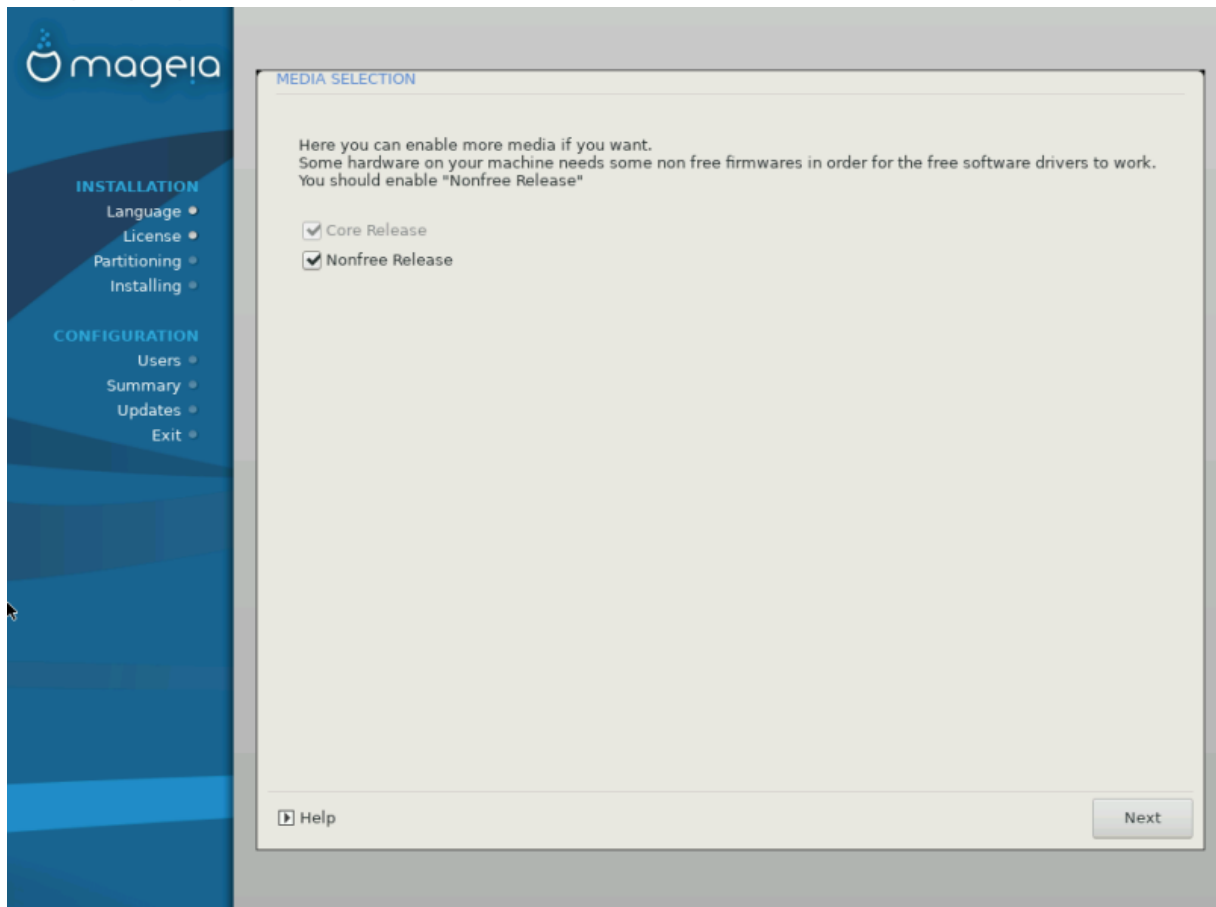 mageia
INSTALLATION
Language
License
Partitioning
Installing
CONFIGURATION
Users
Summary
Updates
Exit
MEDIA SELECTION
Here you can enable more media if you want.
Some hardware on your machine needs some non free firmwares in order for the free software drivers to work.
You should enable "Nonfree Release"
Core Release
Nonfree Release
Help
Next